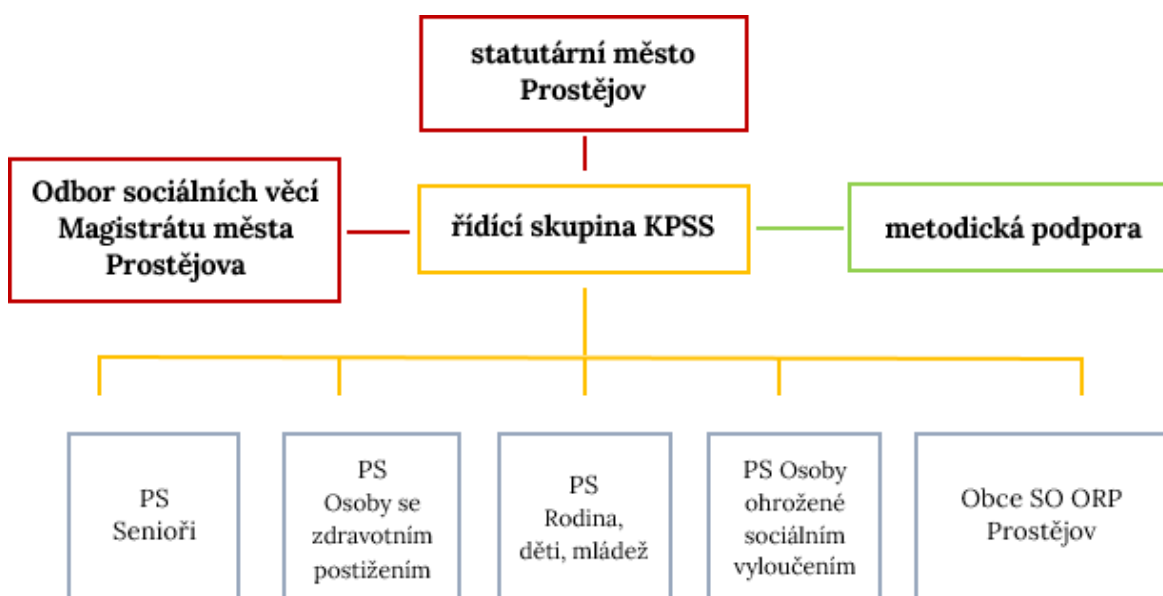 statutární město
Prostějov
Odbor sociálních věcí
Magistrátu města
Prostějova
řídící skupina KPSS
metodická podpora
PS
Senioři
PS
Osoby se
zdravotním
postižením
PS
Rodina,
děti, mládež
PS Osoby
ohrožené
sociálním
vyloučením
Obce SO ORP
Prostějov